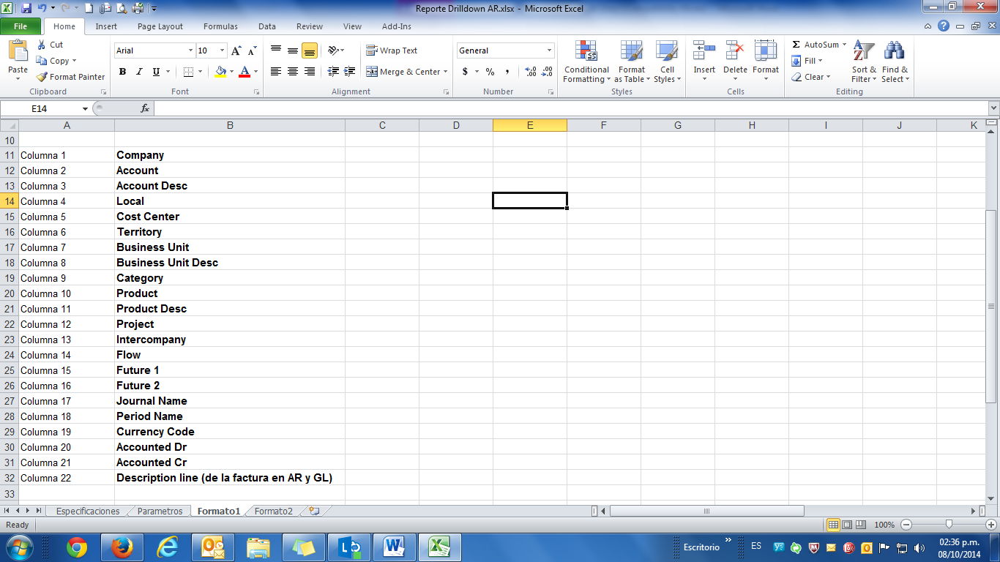 Reporte Drilldown AR.xlsx - Microsoft Excel
File Home Insert Page Layout Formulas Data Review View Add-Ins
Paste
Cut
Copy
Format Painter
Clipboard
Arial 10
B I U
Font
Wrap Text
Merge & Center
Alignment
General
$ % ,
Number
Conditional Formatting
Format as Table
Cell Styles
Styles
Insert
Delete
Format
Cells
AutoSum
Fill
Clear
Sort & Filter
Find & Select
Editing
E14 fx
A B C D E F G H I J K
10
11 Columna 1 Company
12 Columna 2 Account
13 Columna 3 Account Desc
14 Columna 4 Local
15 Columna 5 Cost Center
16 Columna 6 Territory
17 Columna 7 Business Unit
18 Columna 8 Business Unit Desc
19 Columna 9 Category
20 Columna 10 Product
21 Columna 11 Product Desc
22 Columna 12 Project
23 Columna 13 Intercompany
24 Columna 14 Flow
25 Columna 15 Future 1
26 Columna 16 Future 2
27 Columna 17 Journal Name
28 Columna 18 Period Name
29 Columna 19 Currency Code
30 Columna 20 Accounted Dr
31 Columna 21 Accounted Cr
32 Columna 22 Description line (de la factura en AR y GL)
33
Especificaciones Parametros Formato1 Formato2
Ready 100%
Escritorio » ES 02:36 p.m.
08/10/2014